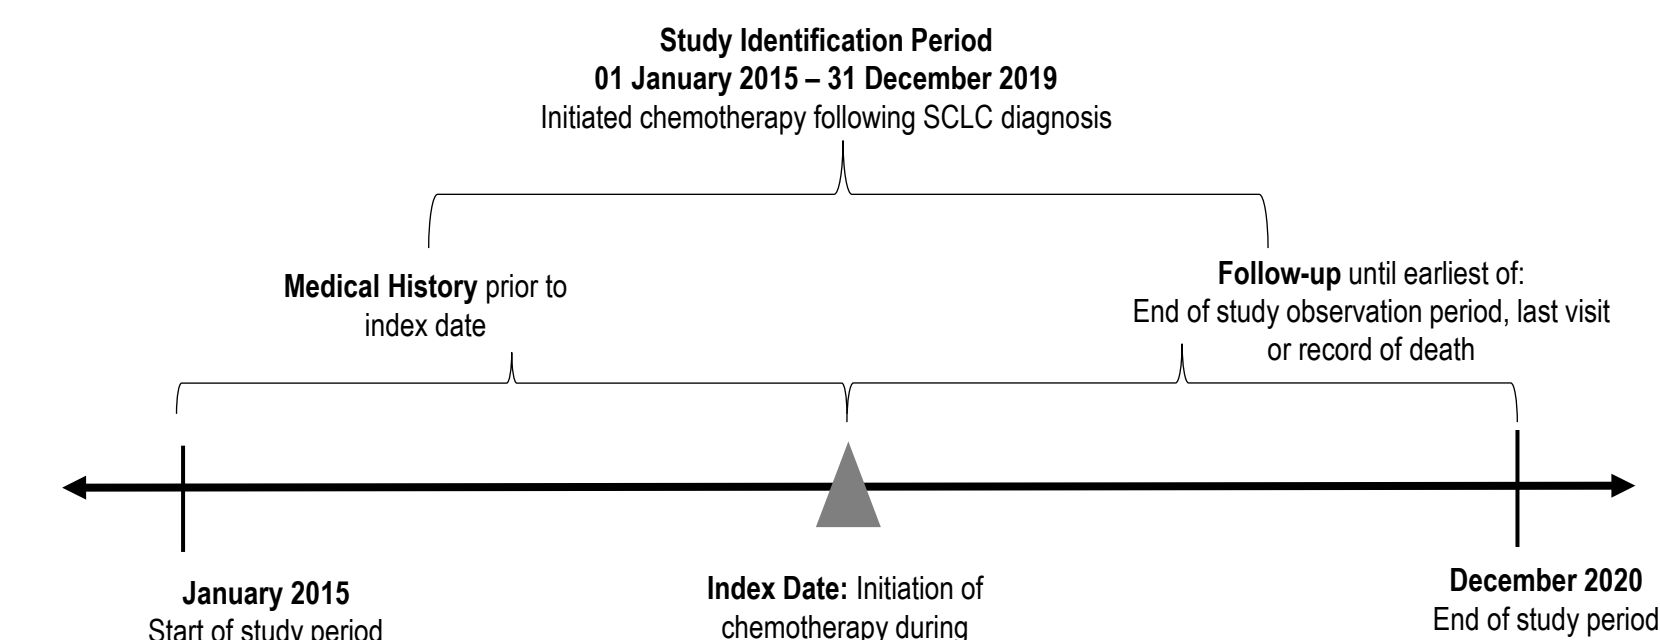 Study Identification Period
01 January 2015 – 31 December 2019
Initiated chemotherapy following SCLC diagnosis
Medical History prior to
index date
Follow-up until earliest of:
End of study observation period, last visit
or record of death
January 2015
Start of study period
Index Date: Initiation of
chemotherapy during
December 2020
End of study period